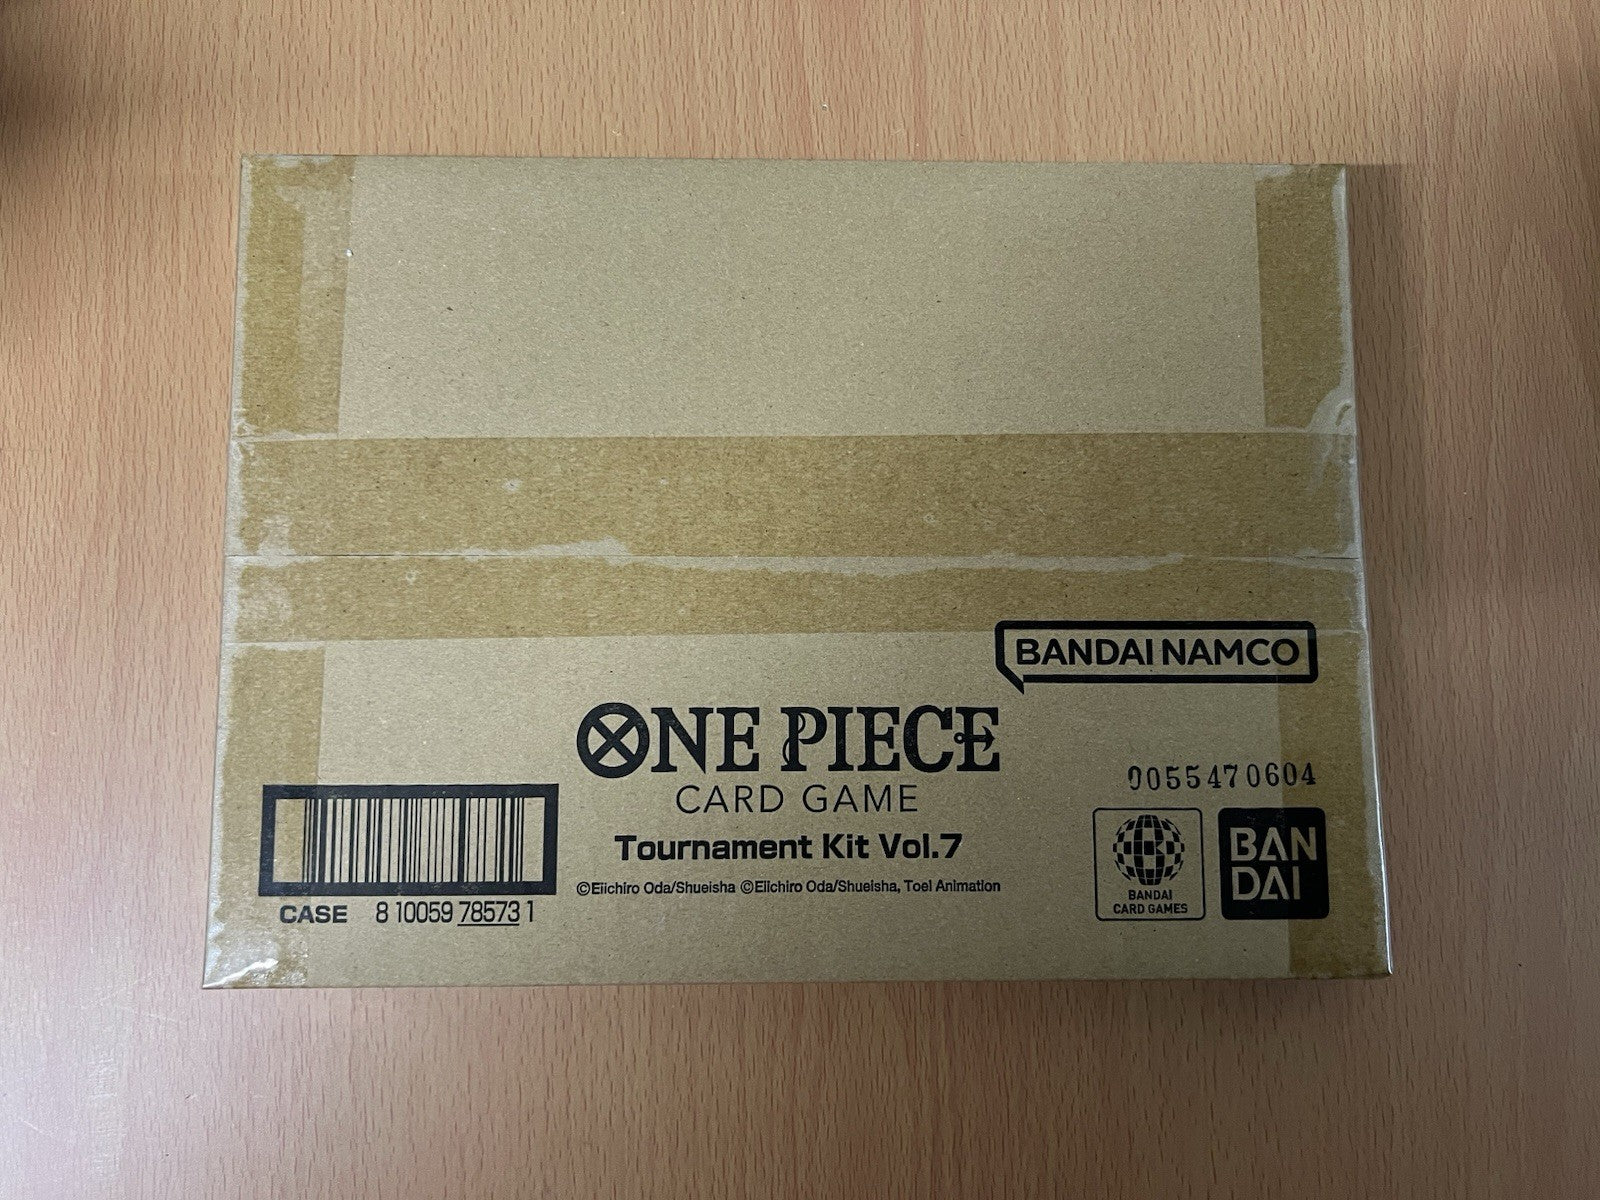 BANDAI NAMCO
ONE PIECE
CARD GAME
Tournament Kit Vol.7
©Eiichiro Oda/Shueisha ©Eiichiro Oda/Shueisha, Toei Animation
CASE 8 10059 78573 1
0055470604
BANDAI
CARD GAMES
BAN
DAI